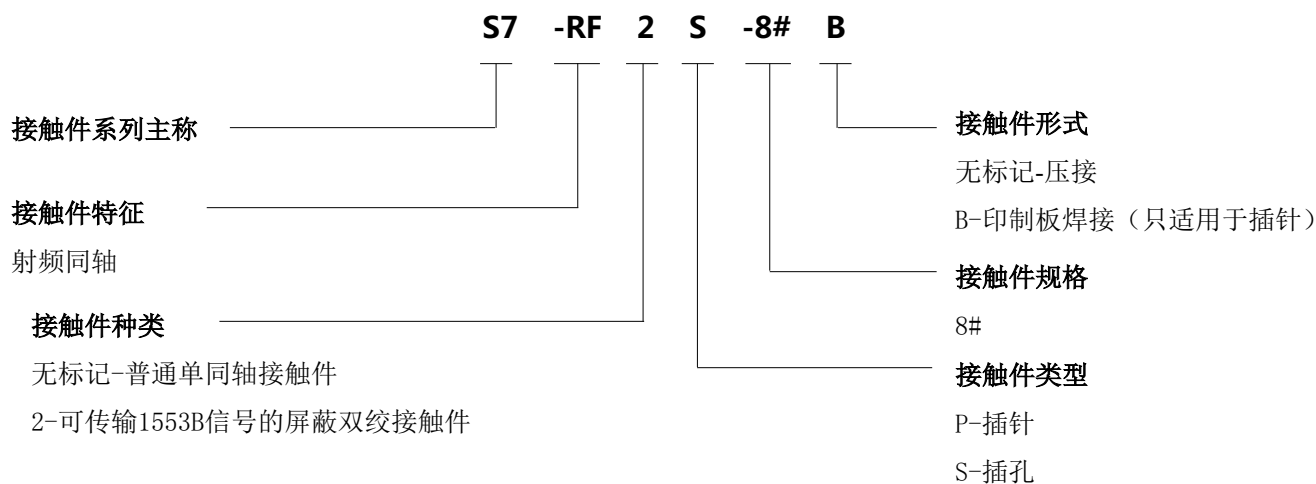 S7 -RF 2 S -8# B
接触件系列主称
接触件特征
射频同轴
接触件种类
无标记-普通单同轴接触件
2-可传输1553B信号的屏蔽双绞接触件
接触件形式
无标记-压接
B-印制板焊接（只适用于插针）
接触件规格
8#
接触件类型
P-插针
S-插孔